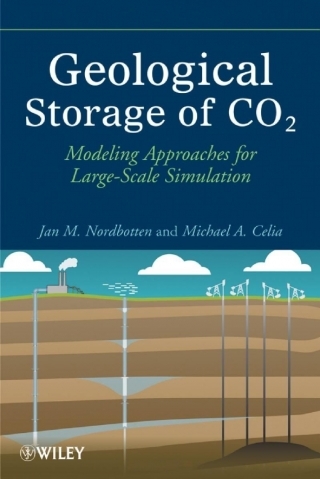 Geological
Storage of CO₂
Modeling Approaches for
Large-Scale Simulation
Jan M. Nordbotten and Michael A. Celia
WILEY